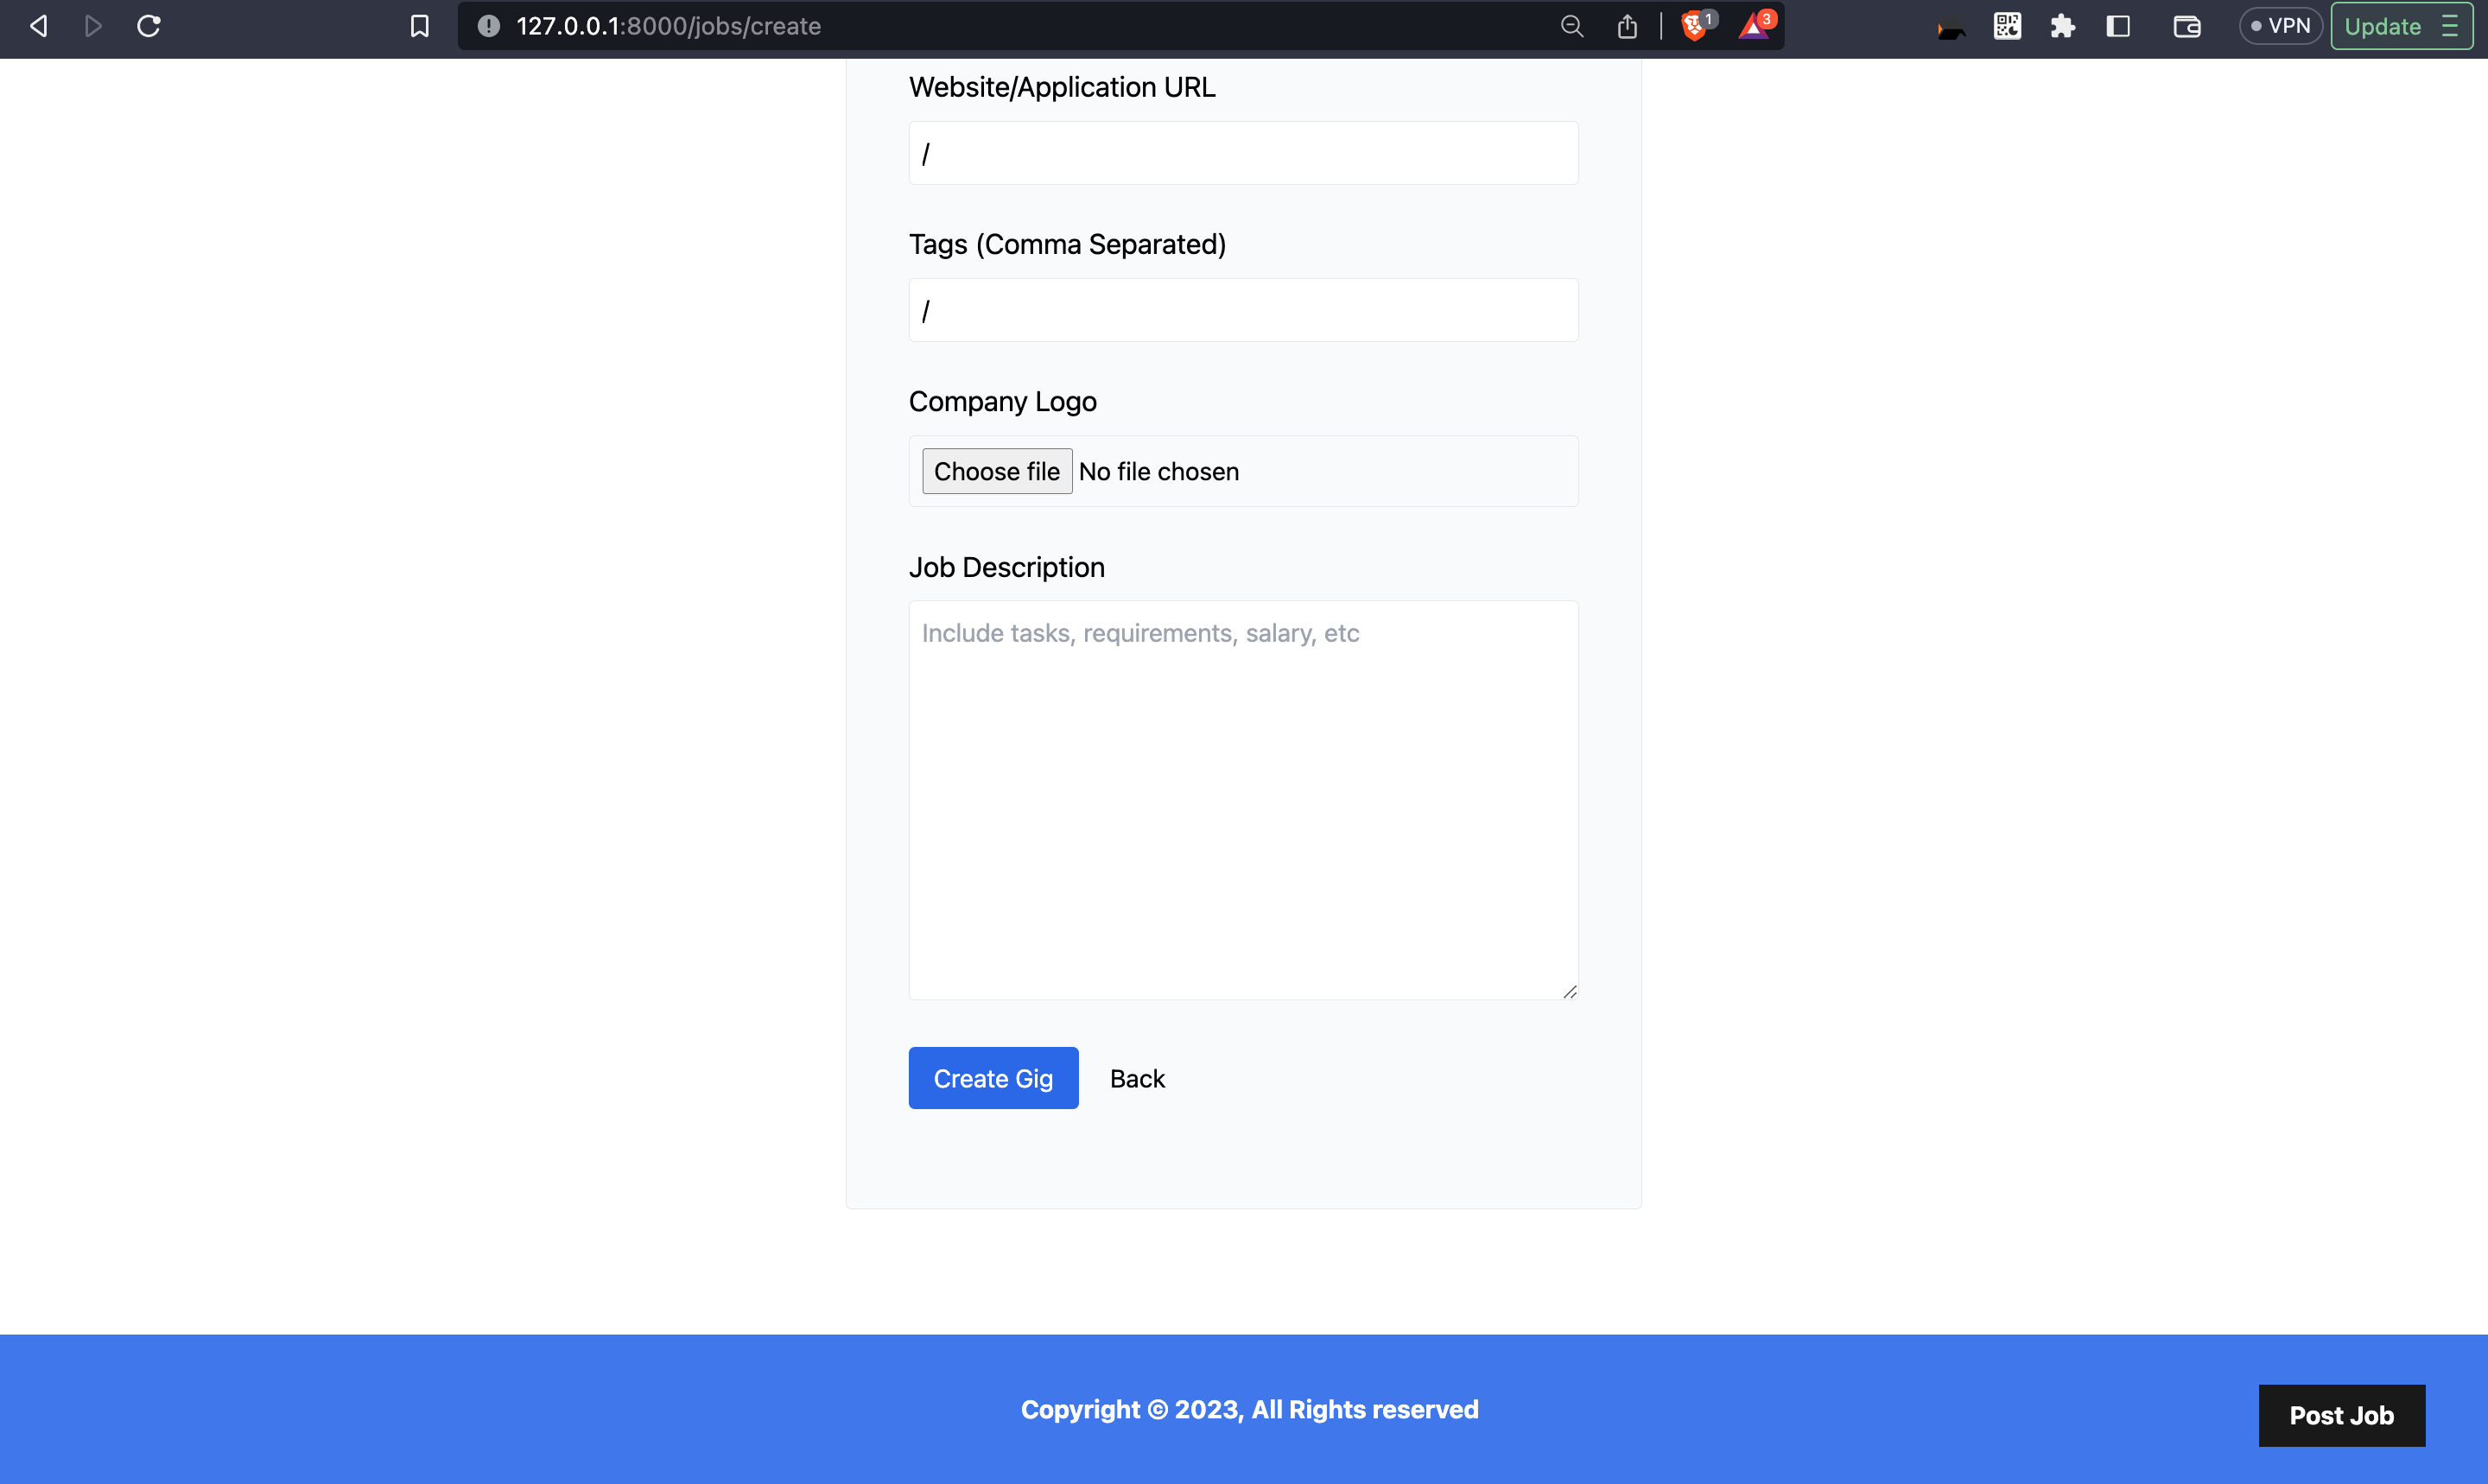 127.0.0.1:8000/jobs/create
1
3
VPN
Update
Website/Application URL
/
Tags (Comma Separated)
/
Company Logo
Choose file No file chosen
Job Description
Include tasks, requirements, salary, etc
Create Gig
Back
Copyright © 2023, All Rights reserved
Post Job